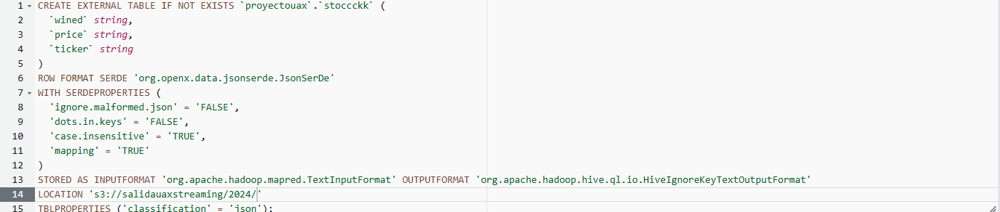 1 CREATE EXTERNAL TABLE IF NOT EXISTS `proyectouax`.`stoccckk` (
2 `wined` string,
3 `price` string,
4 `ticker` string
5 )
6 ROW FORMAT SERDE 'org.openx.data.jsonserde.JsonSerDe'
7 WITH SERDEPROPERTIES (
8 'ignore.malformed.json' = 'FALSE',
9 'dots.in.keys' = 'FALSE',
10 'case.insensitive' = 'TRUE',
11 'mapping' = 'TRUE'
12 )
13 STORED AS INPUTFORMAT 'org.apache.hadoop.mapred.TextInputFormat' OUTPUTFORMAT 'org.apache.hadoop.hive.ql.io.HiveIgnoreKeyTextOutputFormat'
14 LOCATION 's3://salidauaxstreaming/2024/'
15 TBLPROPERTIES ('classification' = 'json');